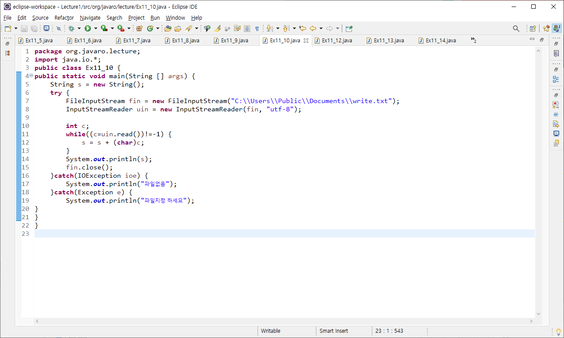 eclipse-workspace - Lecture1/src/org/javaro/lecture/Ex11_10.java - Eclipse IDE
File Edit Source Refactor Navigate Search Project Run Window Help
Ex11_5.java Ex11_6.java Ex11_7.java Ex11_8.java Ex11_9.java Ex11_10.java Ex11_12.java Ex11_13.java Ex11_14.java
1 package org.javaro.lecture;
2 import java.io.*;
3 public class Ex11_10 {
4 public static void main(String [] args) {
5 String s = new String();
6 try {
7 FileInputStream fin = new FileInputStream("C:\\Users\\Public\\Documents\\write.txt");
8 InputStreamReader uin = new InputStreamReader(fin, "utf-8");
9
10 int c;
11 while((c=uin.read())!=-1) {
12 s = s + (char)c;
13 }
14 System.out.println(s);
15 fin.close();
16 }catch(IOException ioe) {
17 System.out.println("파일없음");
18 }catch(Exception e) {
19 System.out.println("파일지정 하세요");
20 }
21 }
22 }
23
Writable Smart Insert 23 : 1 : 543